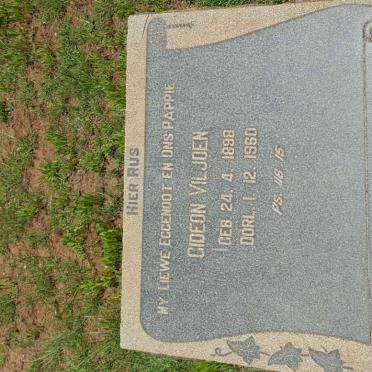 HIER RUS
MY LIEWE EGGENOOT EN ONS PAPPIE
GIDEON VILJOEN
GEB 24. 4. 1898
OORL. 1. 12. 1960
PS. 116:15